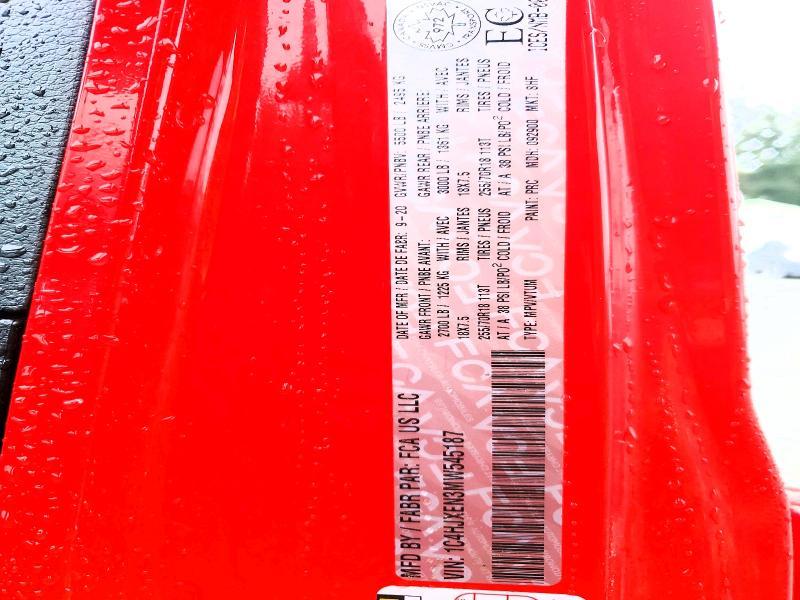 MFD BY / FABR PAR: FCA US LLC
DATE OF MFR / DATE DE FABR: 9-20 GVWR/PNBV: 5500 LB 2495 KG
GAWR FRONT / PNBE AVANT: GAWR REAR / PNBE ARRIERE:
2700 LB / 1225 KG WITH / AVEC 3000 LB / 1361 KG WITH / AVEC
18X7.5 RIMS / JANTES 18X7.5 RIMS / JANTES
255/70R18 113T TIRES / PNEUS 255/70R18 113T TIRES / PNEUS
AT / A 38 PSI/LB/PO² COLD / FROID AT / A 38 PSI/LB/PO² COLD / FROID
VIN: 1C4HJXEN3MW545187
TYPE: MPV/VTUM PAINT: PRC MDH: 092900 MKT: SHF
972
EC